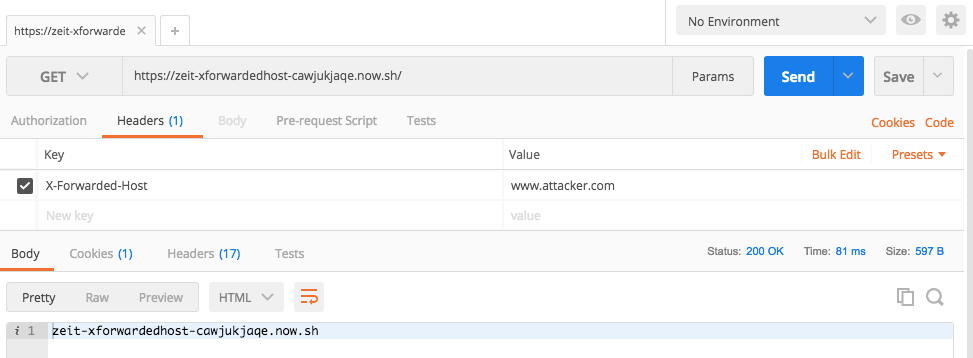 https://zeit-xforwarde
No Environment
GET https://zeit-xforwardedhost-cawjukjaqe.now.sh/ Params Send Save
Authorization Headers (1) Body Pre-request Script Tests Cookies Code
Key Value Bulk Edit Presets
X-Forwarded-Host www.attacker.com
New key value
Body Cookies (1) Headers (17) Tests Status: 200 OK Time: 81 ms Size: 597 B
Pretty Raw Preview HTML
i 1 zeit-xforwardedhost-cawjukjaqe.now.sh